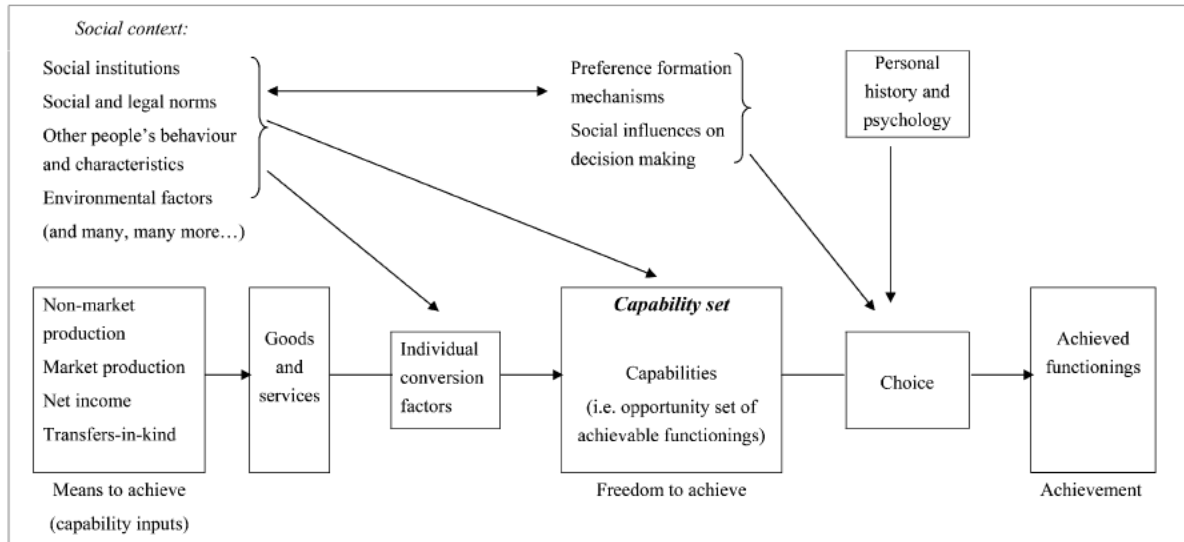 Social context:
Social institutions
Social and legal norms
Other people's behaviour
and characteristics
Environmental factors
(and many, many more…)
Preference formation
mechanisms
Social influences on
decision making
Personal
history and
psychology
Non-market
production
Market production
Net income
Transfers-in-kind
Goods
and
services
Individual
conversion
factors
Capability set
Capabilities
(i.e. opportunity set of
achievable functionings)
Choice
Achieved
functionings
Means to achieve
(capability inputs)
Freedom to achieve
Achievement